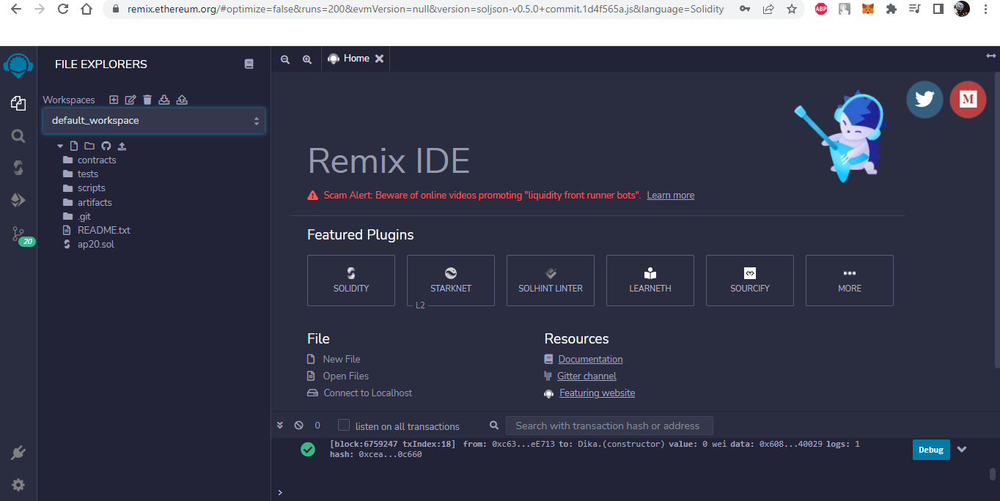 remix.ethereum.org/#optimize=false&runs=200&evmVersion=null&version=soljson-v0.5.0+commit.1d4f565a.js&language=Solidity
ABP
FILE EXPLORERS
Home
Workspaces
default_workspace
M
contracts
tests
scripts
artifacts
.git
README.txt
ap20.sol
20
Remix IDE
Scam Alert: Beware of online videos promoting "liquidity front runner bots". Learn more
Featured Plugins
SOLIDITY
STARKNET
L2
SOLHINT LINTER
LEARNETH
SOURCIFY
MORE
File
New File
Open Files
Connect to Localhost
Resources
Documentation
Gitter channel
Featuring website
0
listen on all transactions
Search with transaction hash or address
[block:6759247 txIndex:18] from: 0xc63...eE713 to: Dika.(constructor) value: 0 wei data: 0x608...40029 logs: 1
hash: 0xcea...0c660
Debug
>